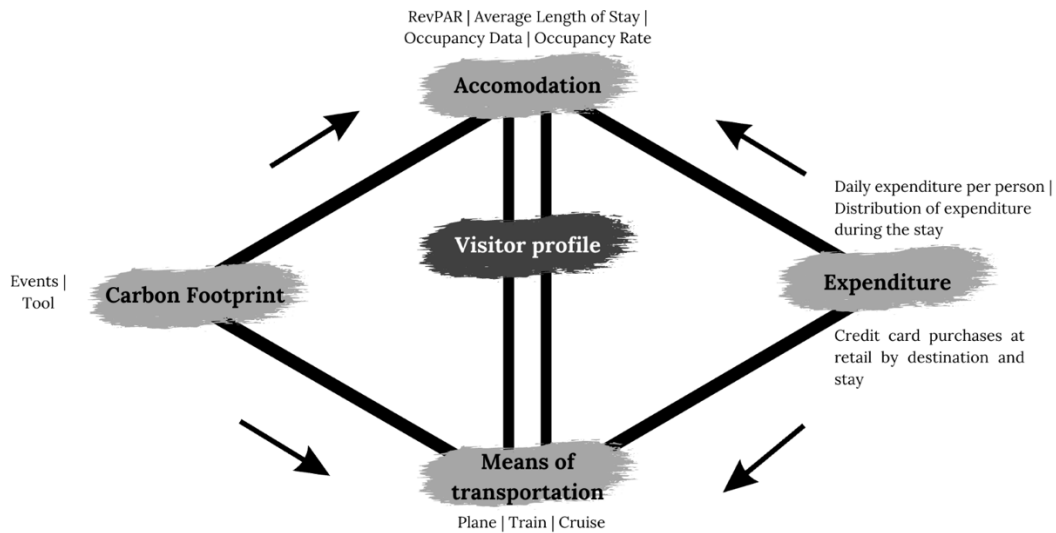 RevPAR | Average Length of Stay |
Occupancy Data | Occupancy Rate
Accomodation
Daily expenditure per person |
Distribution of expenditure
during the stay
Visitor profile
Events |
Tool
Carbon Footprint
Expenditure
Credit card purchases at
retail by destination and
stay
Means of
transportation
Plane | Train | Cruise